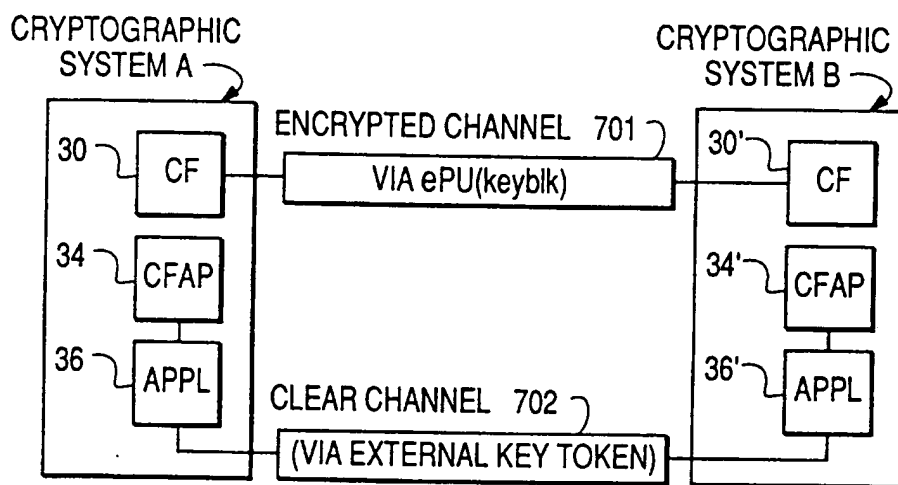 CRYPTOGRAPHIC
SYSTEM A
CRYPTOGRAPHIC
SYSTEM B
30
CF
ENCRYPTED CHANNEL 701
VIA ePU(keyblk)
30'
CF
34
CFAP
34'
CFAP
36
APPL
36'
APPL
CLEAR CHANNEL 702
(VIA EXTERNAL KEY TOKEN)